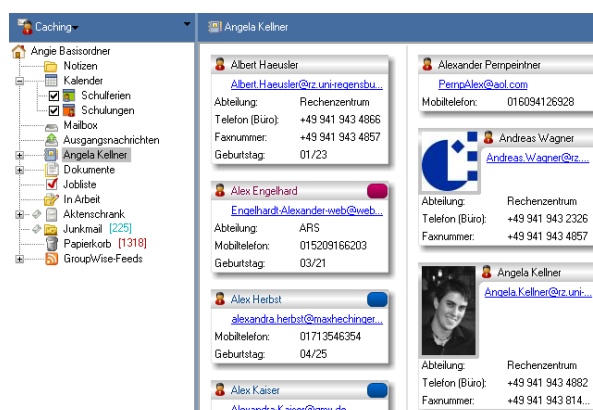 Caching
Angela Kellner
Angie Basisordner
Notizen
Kalender
Schulferien
Schulungen
Mailbox
Ausgangsnachrichten
Angela Kellner
Dokumente
Jobliste
In Arbeit
Aktenschrank
Junkmail [225]
Papierkorb [1318]
GroupWise-Feeds
Albert Haeusler
Albert.Haeusler@rz.uni-regensbu...
Abteilung: Rechenzentrum
Telefon (Büro): +49 941 943 4866
Faxnummer: +49 941 943 4857
Geburtstag: 01/23
Alex Engelhard
Engelhardt-Alexander-web@web...
Abteilung: ARS
Mobiltelefon: 015209166203
Geburtstag: 03/21
Alex Herbst
alexandra.herbst@maxhechinger...
Mobiltelefon: 01713546354
Geburtstag: 04/25
Alex Kaiser
Alexandra.Kaiser@gmx.de
Alexander Pempeintner
PempAlex@aol.com
Mobiltelefon: 016094126928
Andreas Wagner
Andreas.Wagner@rz....
Abteilung: Rechenzentrum
Telefon (Büro): +49 941 943 2326
Faxnummer: +49 941 943 4857
Angela Kellner
Angela.Kellner@rz.uni-...
Abteilung: Rechenzentrum
Telefon (Büro): +49 941 943 4882
Faxnummer: +49 941 943 814...